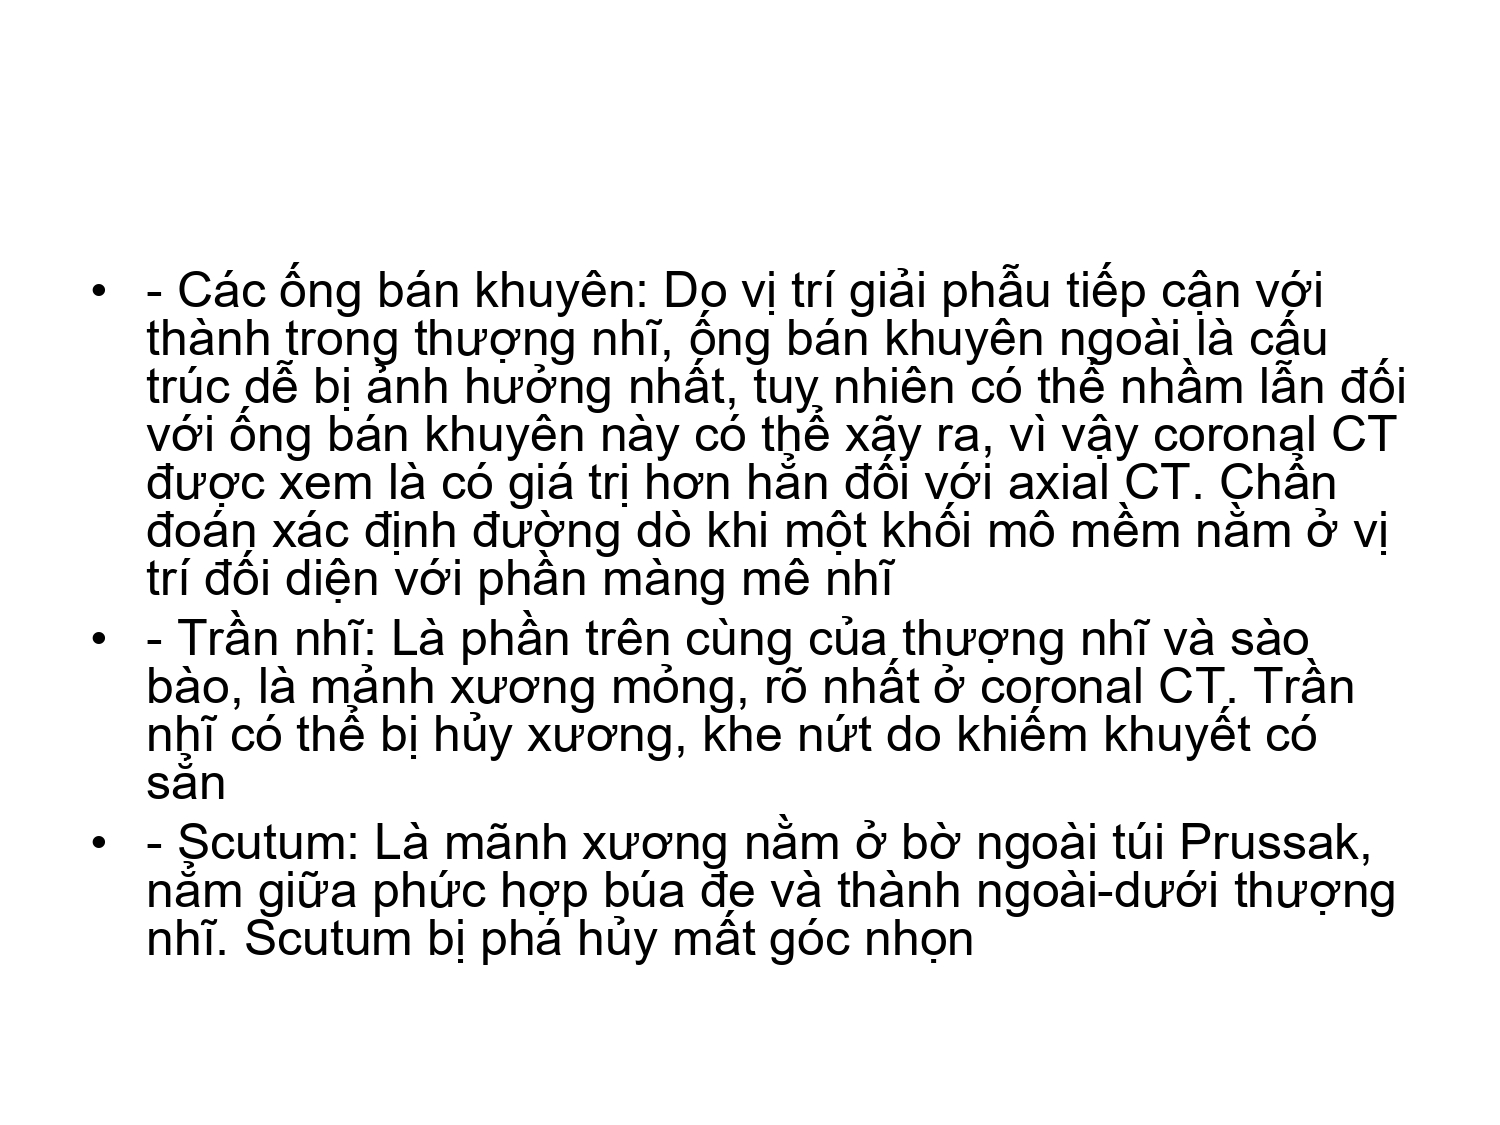 • - Các ống bán khuyên: Do vị trí giải phẫu tiếp cận với
thành trong thượng nhĩ, ống bán khuyên ngoài là cấu
trúc dễ bị ảnh hưởng nhất, tuy nhiên có thể nhầm lẫn đối
với ống bán khuyên này có thể xãy ra, vì vậy coronal CT
được xem là có giá trị hơn hẳn đối với axial CT. Chẩn
đoán xác định đường dò khi một khối mô mềm nằm ở vị
trí đối diện với phần màng mê nhĩ
• - Trần nhĩ: Là phần trên cùng của thượng nhĩ và sào
bào, là mảnh xương mỏng, rõ nhất ở coronal CT. Trần
nhĩ có thể bị hủy xương, khe nứt do khiếm khuyết có
sẳn
• - Scutum: Là mãnh xương nằm ở bờ ngoài túi Prussak,
nẳm giữa phức hợp búa đe và thành ngoài-dưới thượng
nhĩ. Scutum bị phá hủy mất góc nhọn